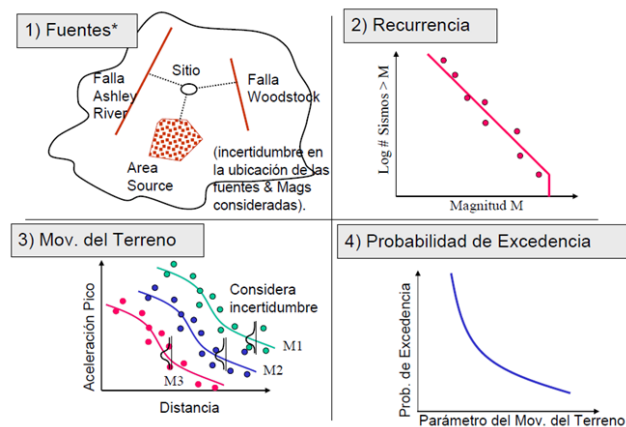 1) Fuentes*
Falla
Ashley
River
Sitio
Falla
Woodstock
Area
Source
(incertidumbre en
la ubicación de las
fuentes & Mags
consideradas).
2) Recurrencia
Log # Sismos > M
Magnitud M
3) Mov. del Terreno
Aceleración Pico
Considera
incertidumbre
M1
M2
M3
Distancia
4) Probabilidad de Excedencia
Prob. de Excedencia
Parámetro del Mov. del Terreno